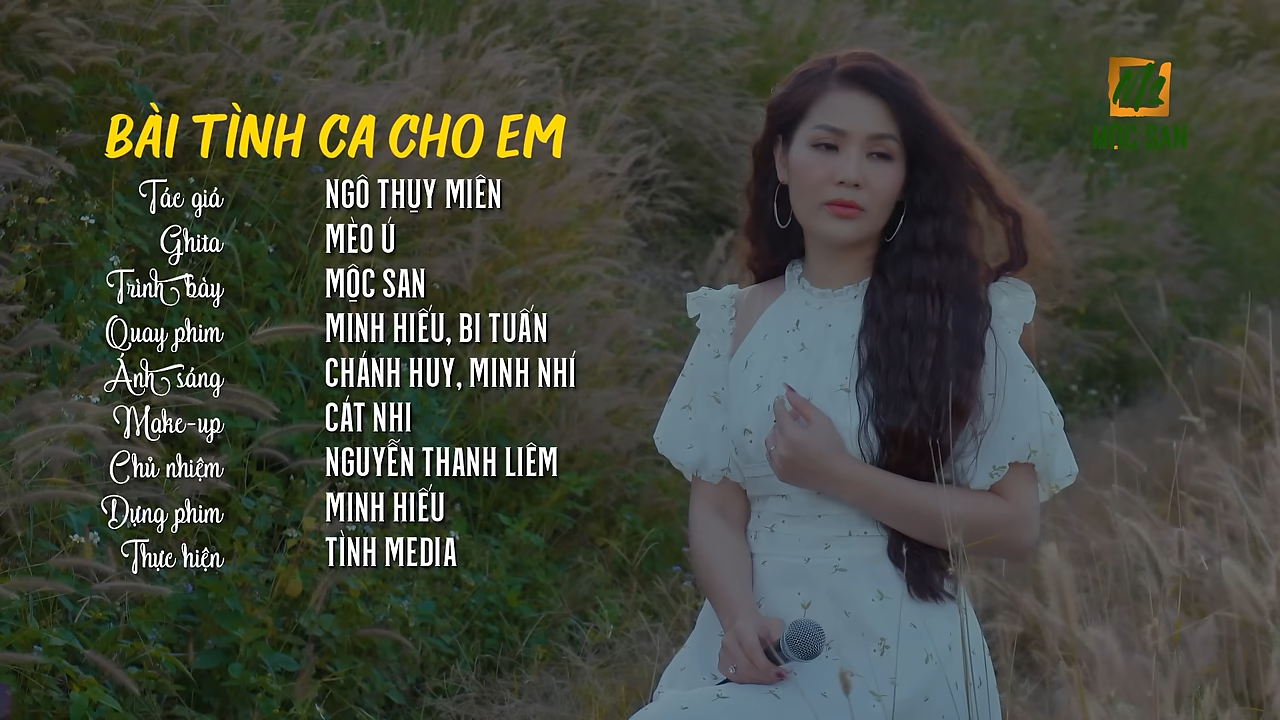 BÀI TÌNH CA CHO EM
Tác giả NGÔ THỤY MIÊN
Ghita MÈO Ú
Trình bày MỘC SAN
Quay phim MINH HIẾU, BI TUẤN
Ánh sáng CHÁNH HUY, MINH NHÍ
Make-up CÁT NHI
Chủ nhiệm NGUYỄN THANH LIÊM
Dựng phim MINH HIẾU
Thực hiện TÌNH MEDIA
MỘC SAN